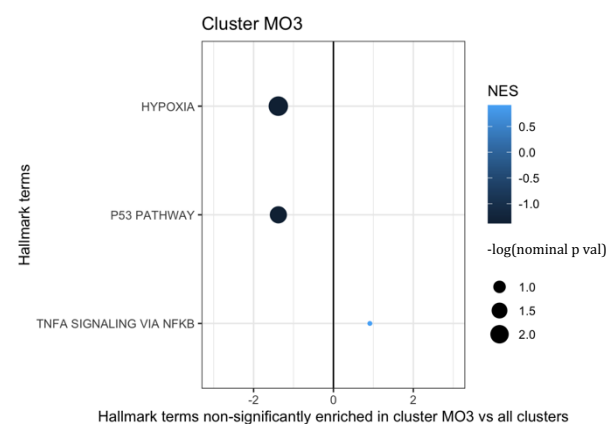 Cluster MO3
Hallmark terms
HYPOXIA
P53 PATHWAY
TNFA SIGNALING VIA NFKB
-2
0
2
Hallmark terms non-significantly enriched in cluster MO3 vs all clusters
NES
0.5
0.0
-0.5
-1.0
-log(nominal p val)
1.0
1.5
2.0